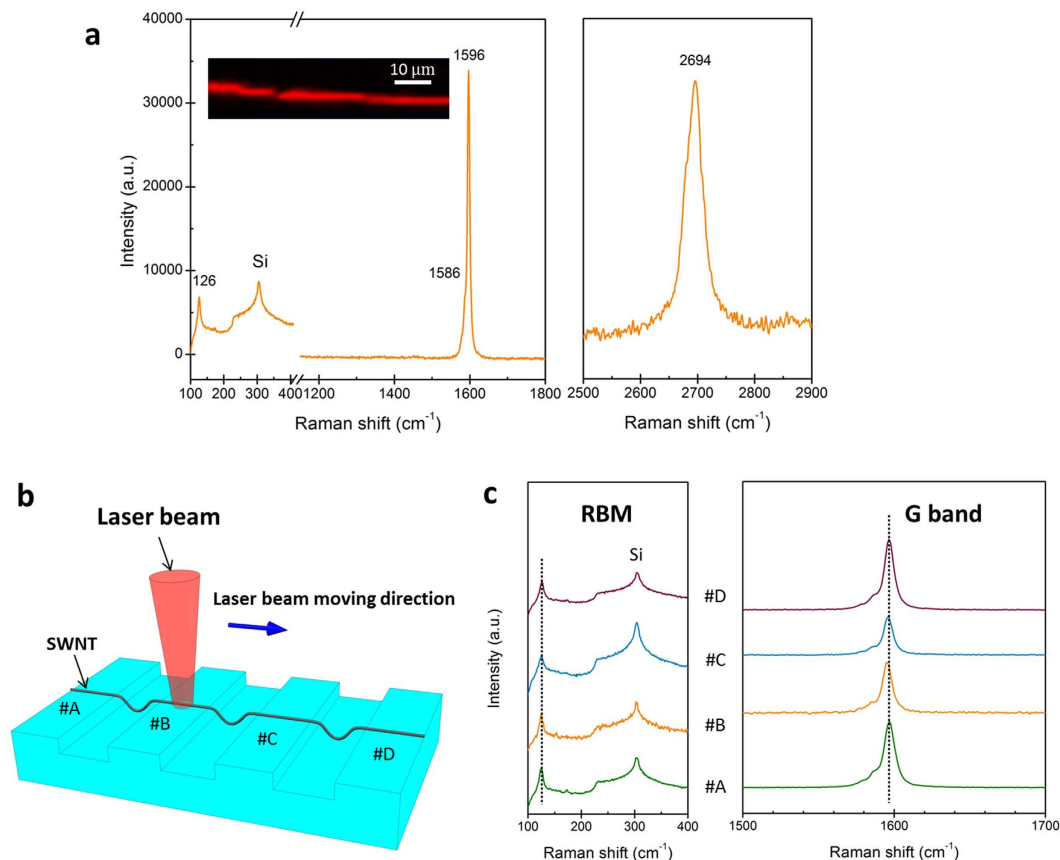 a
40000
30000
20000
10000
0
Intensity (a.u.)
10 μm
126
Si
1586
1596
100 200 300 400 1200 1400 1600 1800
Raman shift (cm⁻¹)
2694
2500 2600 2700 2800 2900
Raman shift (cm⁻¹)
b
Laser beam
Laser beam moving direction
SWNT
#A
#B
#C
#D
c
RBM
Si
Intensity (a.u.)
100 200 300 400
Raman shift (cm⁻¹)
#D
#C
#B
#A
G band
1500 1600 1700
Raman shift (cm⁻¹)